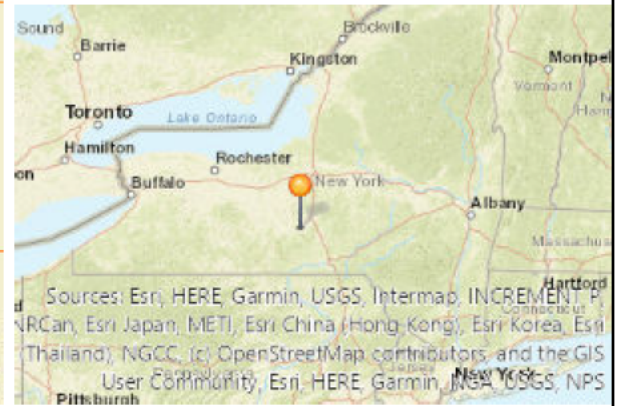 Sound
Barrie
Brockville
Kingston
Montpel
Vermont
Toronto
Lake Ontario
Hamilton
Rochester
Buffalo
New York
Albany
Massachus
Hartford
Connecticut
Sources: Esri, HERE, Garmin, USGS, Intermap, INCREMENT P,
NRCan, Esri Japan, METI, Esri China (Hong Kong), Esri Korea, Esri
(Thailand), NGCC, (c) OpenStreetMap contributors, and the GIS
User Community, Esri, HERE, Garmin, NGA, USGS, NPS
Pennsylvania
New York
Pittsburgh